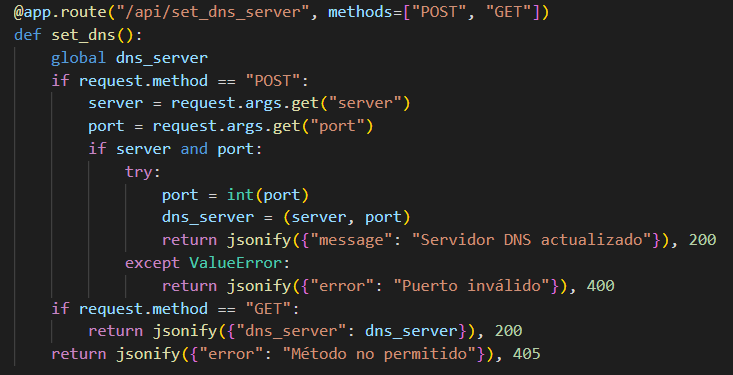 @app.route("/api/set_dns_server", methods=["POST", "GET"])
def set_dns():
    global dns_server
    if request.method == "POST":
        server = request.args.get("server")
        port = request.args.get("port")
        if server and port:
            try:
                port = int(port)
                dns_server = (server, port)
                return jsonify({"message": "Servidor DNS actualizado"}), 200
            except ValueError:
                return jsonify({"error": "Puerto inválido"}), 400
    if request.method == "GET":
        return jsonify({"dns_server": dns_server}), 200
    return jsonify({"error": "Método no permitido"}), 405